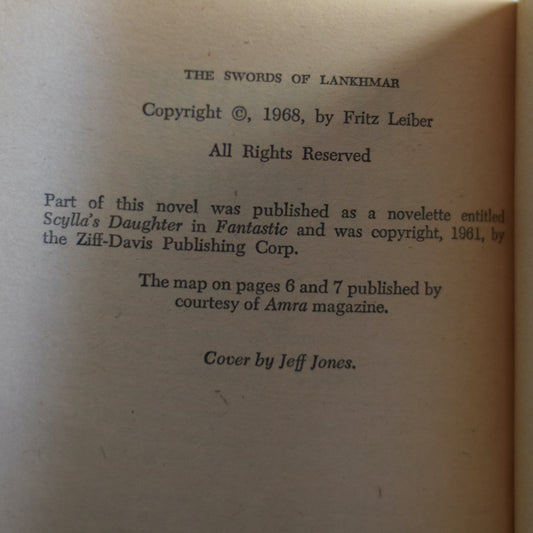 THE SWORDS OF LANKHMAR
Copyright ©, 1968, by Fritz Leiber
All Rights Reserved
Part of this novel was published as a novelette entitled
Scylla's Daughter in Fantastic and was copyright, 1961, by
the Ziff-Davis Publishing Corp.
The map on pages 6 and 7 published by
courtesy of Amra magazine.
Cover by Jeff Jones.